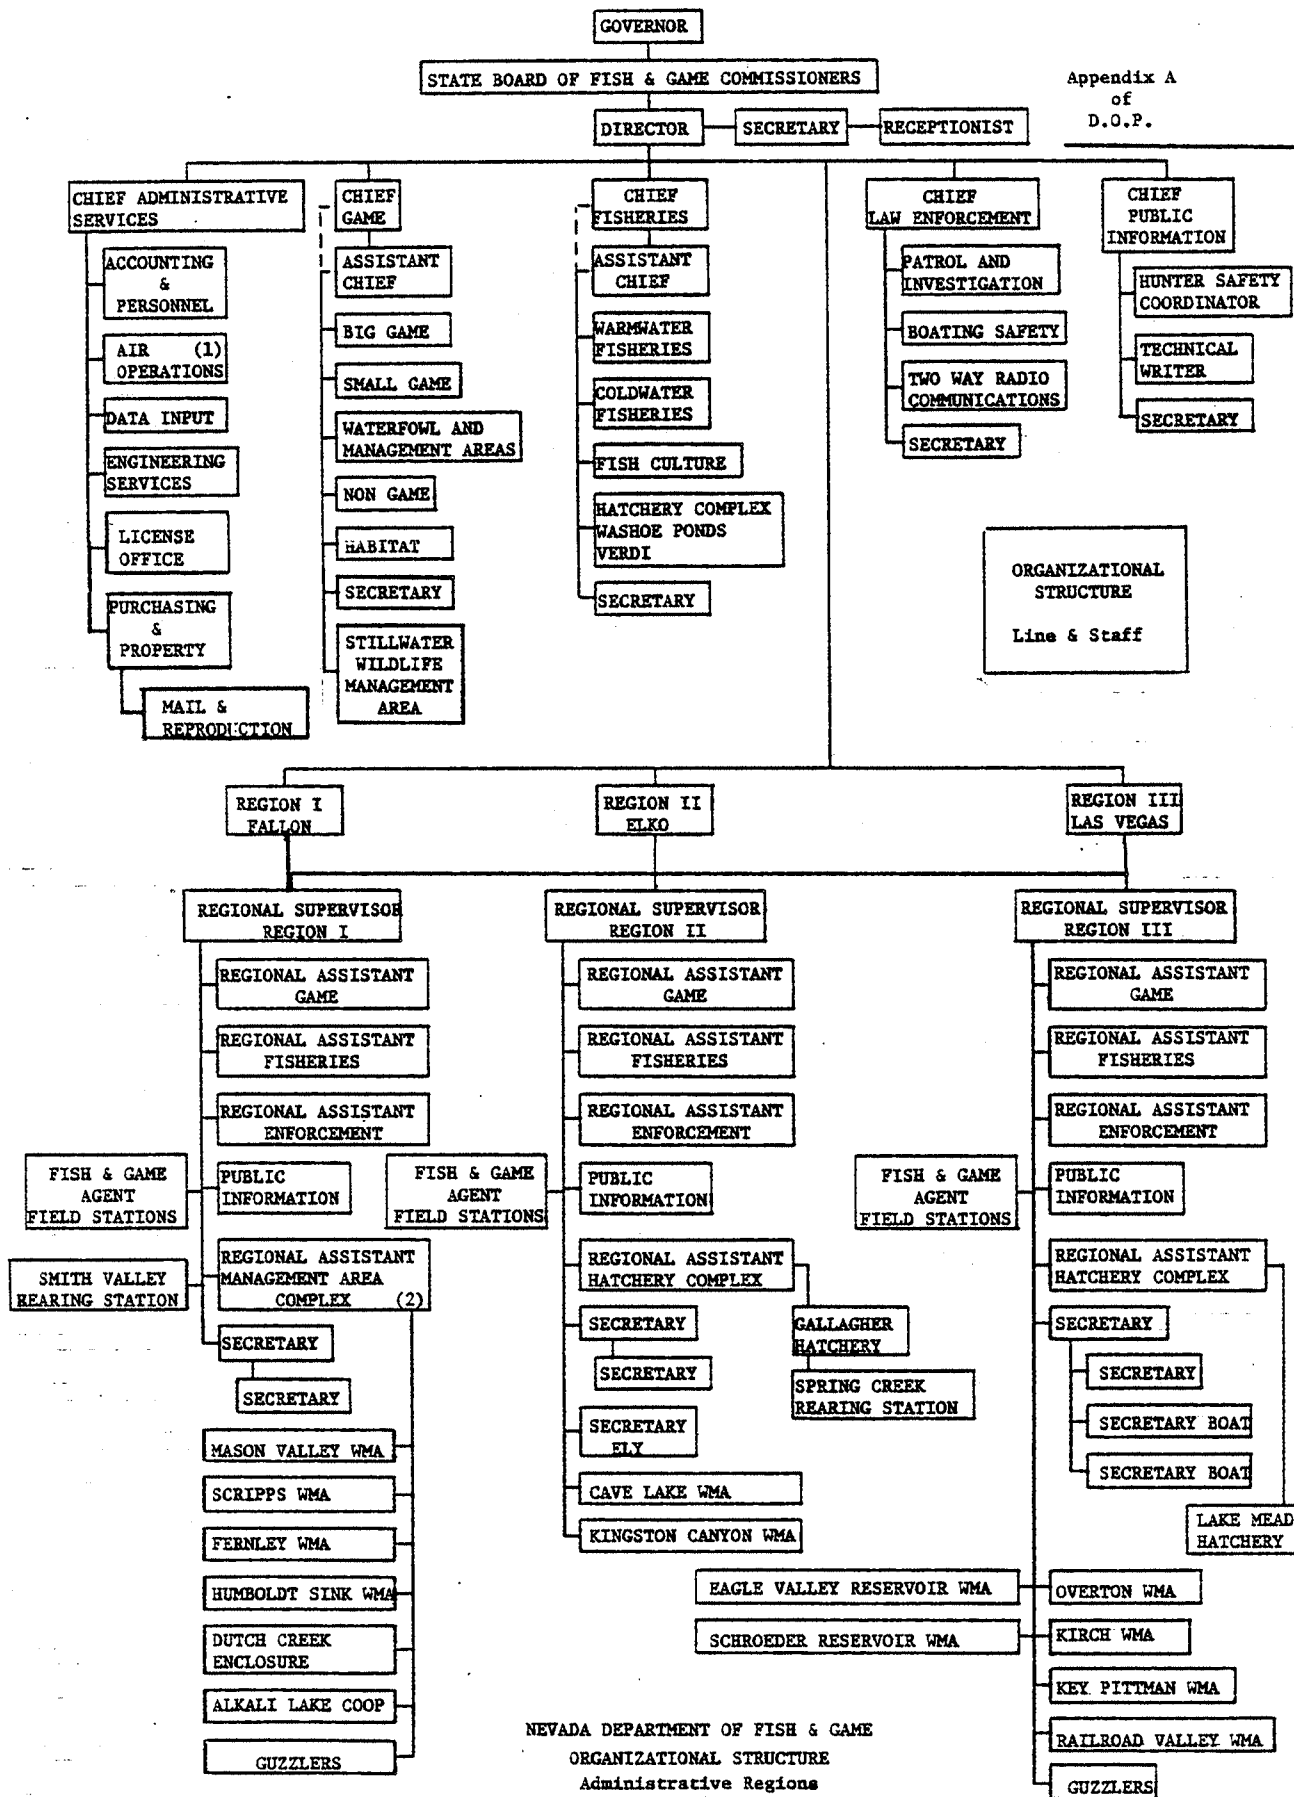 GOVERNOR
STATE BOARD OF FISH & GAME COMMISSIONERS
Appendix A
of
D.O.P.
DIRECTOR
SECRETARY
RECEPTIONIST
CHIEF ADMINISTRATIVE
SERVICES
ACCOUNTING
&
PERSONNEL
AIR (1)
OPERATIONS
DATA INPUT
ENGINEERING
SERVICES
LICENSE
OFFICE
PURCHASING
&
PROPERTY
MAIL &
REPRODUCTION
CHIEF
GAME
ASSISTANT
CHIEF
BIG GAME
SMALL GAME
WATERFOWL AND
MANAGEMENT AREAS
NON GAME
HABITAT
SECRETARY
STILLWATER
WILDLIFE
MANAGEMENT
AREA
CHIEF
FISHERIES
ASSISTANT
CHIEF
WARMWATER
FISHERIES
COLDWATER
FISHERIES
FISH CULTURE
HATCHERY COMPLEX
WASHOE PONDS
VERDI
SECRETARY
CHIEF
LAW ENFORCEMENT
PATROL AND
INVESTIGATION
BOATING SAFETY
TWO WAY RADIO
COMMUNICATIONS
SECRETARY
CHIEF
PUBLIC
INFORMATION
HUNTER SAFETY
COORDINATOR
TECHNICAL
WRITER
SECRETARY
ORGANIZATIONAL
STRUCTURE
Line & Staff
REGION I
FALLON
REGION II
ELKO
REGION III
LAS VEGAS
REGIONAL SUPERVISOR
REGION I
REGIONAL ASSISTANT
GAME
REGIONAL ASSISTANT
FISHERIES
REGIONAL ASSISTANT
ENFORCEMENT
FISH & GAME
AGENT
FIELD STATIONS
PUBLIC
INFORMATION
SMITH VALLEY
REARING STATION
REGIONAL ASSISTANT
MANAGEMENT AREA
COMPLEX (2)
SECRETARY
SECRETARY
MASON VALLEY WMA
SCRIPPS WMA
FERNLEY WMA
HUMBOLDT SINK WMA
DUTCH CREEK
ENCLOSURE
ALKALI LAKE COOP
GUZZLERS
REGIONAL SUPERVISOR
REGION II
REGIONAL ASSISTANT
GAME
REGIONAL ASSISTANT
FISHERIES
REGIONAL ASSISTANT
ENFORCEMENT
FISH & GAME
AGENT
FIELD STATIONS
PUBLIC
INFORMATION
REGIONAL ASSISTANT
HATCHERY COMPLEX
GALLAGHER
HATCHERY
SPRING CREEK
REARING STATION
SECRETARY
SECRETARY
SECRETARY
ELY
CAVE LAKE WMA
KINGSTON CANYON WMA
REGIONAL SUPERVISOR
REGION III
REGIONAL ASSISTANT
GAME
REGIONAL ASSISTANT
FISHERIES
REGIONAL ASSISTANT
ENFORCEMENT
FISH & GAME
AGENT
FIELD STATIONS
PUBLIC
INFORMATION
REGIONAL ASSISTANT
HATCHERY COMPLEX
SECRETARY
SECRETARY
SECRETARY BOAT
SECRETARY BOAT
LAKE MEAD
HATCHERY
EAGLE VALLEY RESERVOIR WMA
OVERTON WMA
SCHROEDER RESERVOIR WMA
KIRCH WMA
KEY PITTMAN WMA
RAILROAD VALLEY WMA
GUZZLERS
NEVADA DEPARTMENT OF FISH & GAME
ORGANIZATIONAL STRUCTURE
Administrative Regions